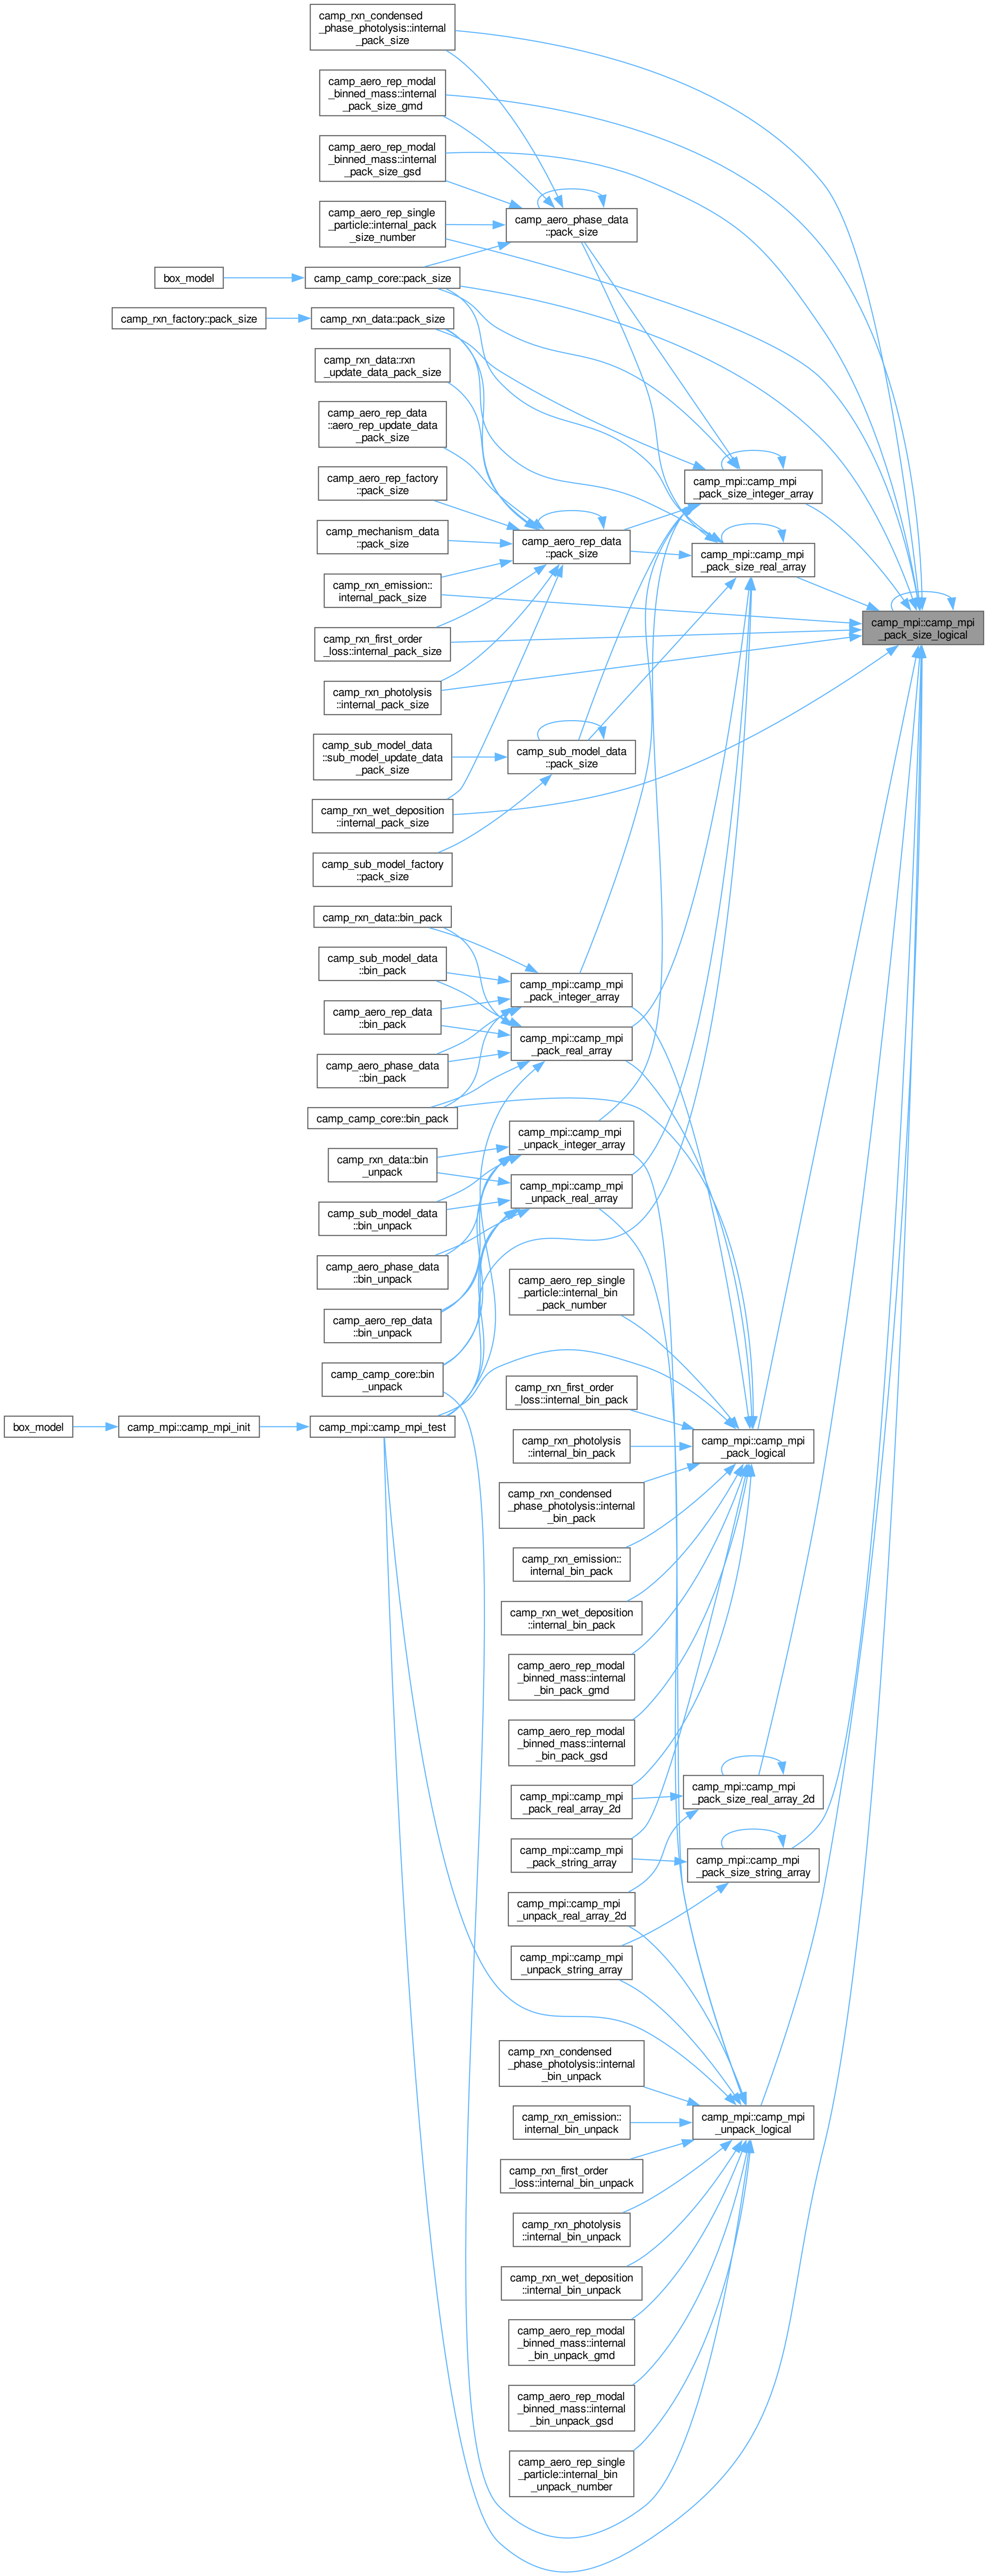 camp_rxn_condensed
_phase_photolysis::internal
_pack_size
camp_aero_rep_modal
_binned_mass::internal
_pack_size_gmd
camp_aero_rep_modal
_binned_mass::internal
_pack_size_gsd
camp_aero_rep_single
_particle::internal_pack
_size_number
camp_aero_phase_data
::pack_size
box_model
camp_camp_core::pack_size
camp_rxn_factory::pack_size
camp_rxn_data::pack_size
camp_rxn_data::rxn
_update_data_pack_size
camp_aero_rep_data
::aero_rep_update_data
_pack_size
camp_aero_rep_factory
::pack_size
camp_mpi::camp_mpi
_pack_size_integer_array
camp_mechanism_data
::pack_size
camp_aero_rep_data
::pack_size
camp_mpi::camp_mpi
_pack_size_real_array
camp_rxn_emission::
internal_pack_size
camp_mpi::camp_mpi
_pack_size_logical
camp_rxn_first_order
_loss::internal_pack_size
camp_rxn_photolysis
::internal_pack_size
camp_sub_model_data
::sub_model_update_data
_pack_size
camp_sub_model_data
::pack_size
camp_rxn_wet_deposition
::internal_pack_size
camp_sub_model_factory
::pack_size
camp_rxn_data::bin_pack
camp_sub_model_data
::bin_pack
camp_mpi::camp_mpi
_pack_integer_array
camp_aero_rep_data
::bin_pack
camp_mpi::camp_mpi
_pack_real_array
camp_aero_phase_data
::bin_pack
camp_camp_core::bin_pack
camp_mpi::camp_mpi
_unpack_integer_array
camp_rxn_data::bin
_unpack
camp_mpi::camp_mpi
_unpack_real_array
camp_sub_model_data
::bin_unpack
camp_aero_phase_data
::bin_unpack
camp_aero_rep_single
_particle::internal_bin
_pack_number
camp_aero_rep_data
::bin_unpack
camp_camp_core::bin
_unpack
camp_rxn_first_order
_loss::internal_bin_pack
box_model
camp_mpi::camp_mpi_init
camp_mpi::camp_mpi_test
camp_rxn_photolysis
::internal_bin_pack
camp_mpi::camp_mpi
_pack_logical
camp_rxn_condensed
_phase_photolysis::internal
_bin_pack
camp_rxn_emission::
internal_bin_pack
camp_rxn_wet_deposition
::internal_bin_pack
camp_aero_rep_modal
_binned_mass::internal
_bin_pack_gmd
camp_aero_rep_modal
_binned_mass::internal
_bin_pack_gsd
camp_mpi::camp_mpi
_pack_size_real_array_2d
camp_mpi::camp_mpi
_pack_real_array_2d
camp_mpi::camp_mpi
_pack_string_array
camp_mpi::camp_mpi
_pack_size_string_array
camp_mpi::camp_mpi
_unpack_real_array_2d
camp_mpi::camp_mpi
_unpack_string_array
camp_rxn_condensed
_phase_photolysis::internal
_bin_unpack
camp_rxn_emission::
internal_bin_unpack
camp_mpi::camp_mpi
_unpack_logical
camp_rxn_first_order
_loss::internal_bin_unpack
camp_rxn_photolysis
::internal_bin_unpack
camp_rxn_wet_deposition
::internal_bin_unpack
camp_aero_rep_modal
_binned_mass::internal
_bin_unpack_gmd
camp_aero_rep_modal
_binned_mass::internal
_bin_unpack_gsd
camp_aero_rep_single
_particle::internal_bin
_unpack_number